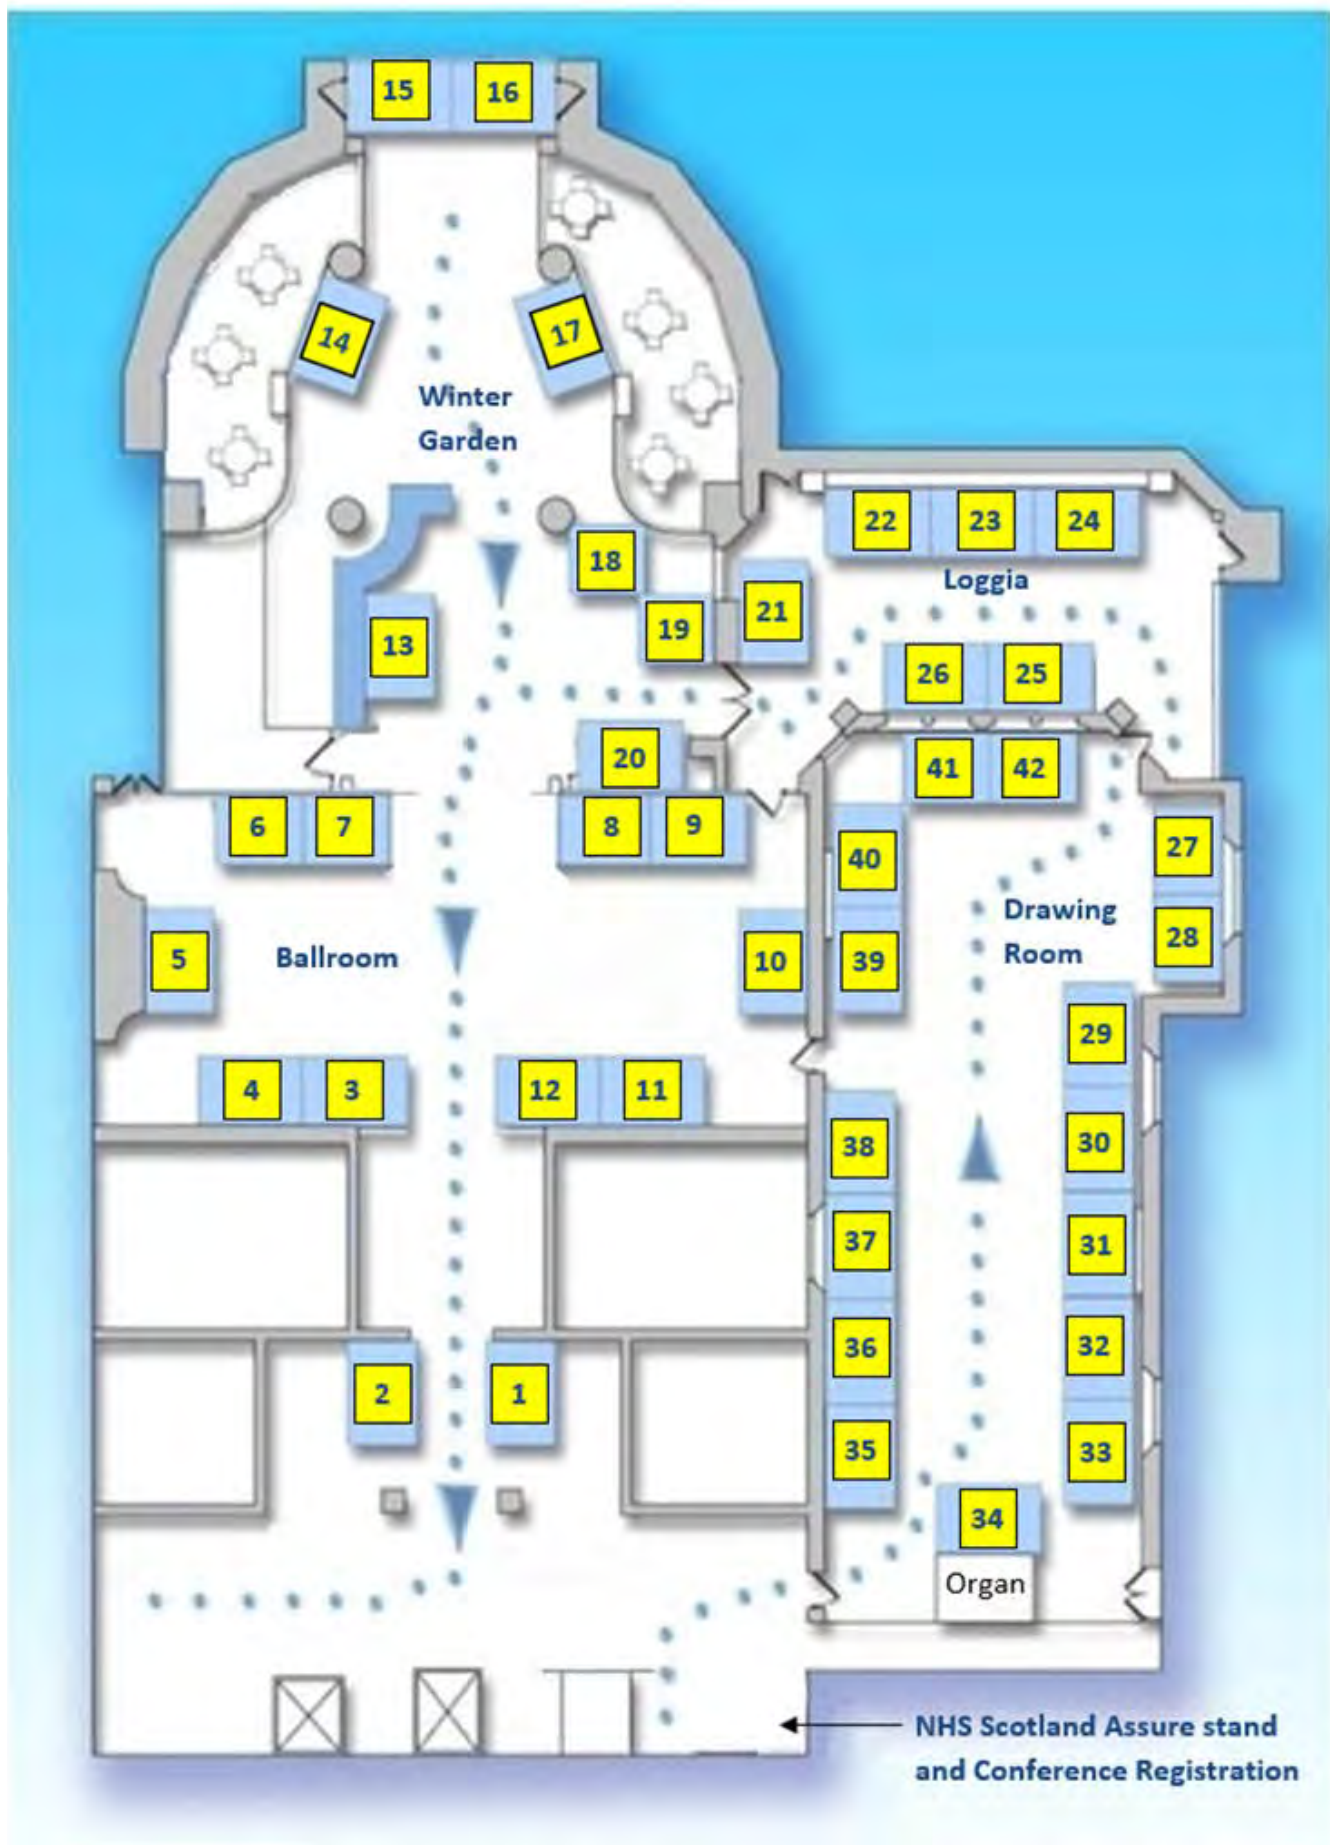 15 16
14 17
Winter
Garden
22 23 24
18
Loggia
21
19
13
26 25
20
41 42
6 7 8 9
27
40
Drawing
Room
28
5
Ballroom
10 39
29
4 3 12 11
30
38
37 31
36 32
2 1
35 33
34
Organ
NHS Scotland Assure stand
and Conference Registration